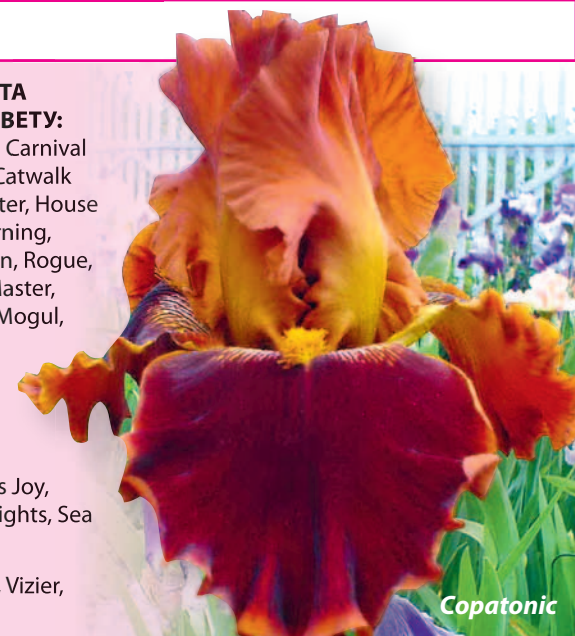 ТА
ВЕТУ:
Carnival
Catwalk
ter, House
rning,
n, Rogue,
Master,
Mogul,
s Joy,
ights, Sea
Vizier,
Copatonic